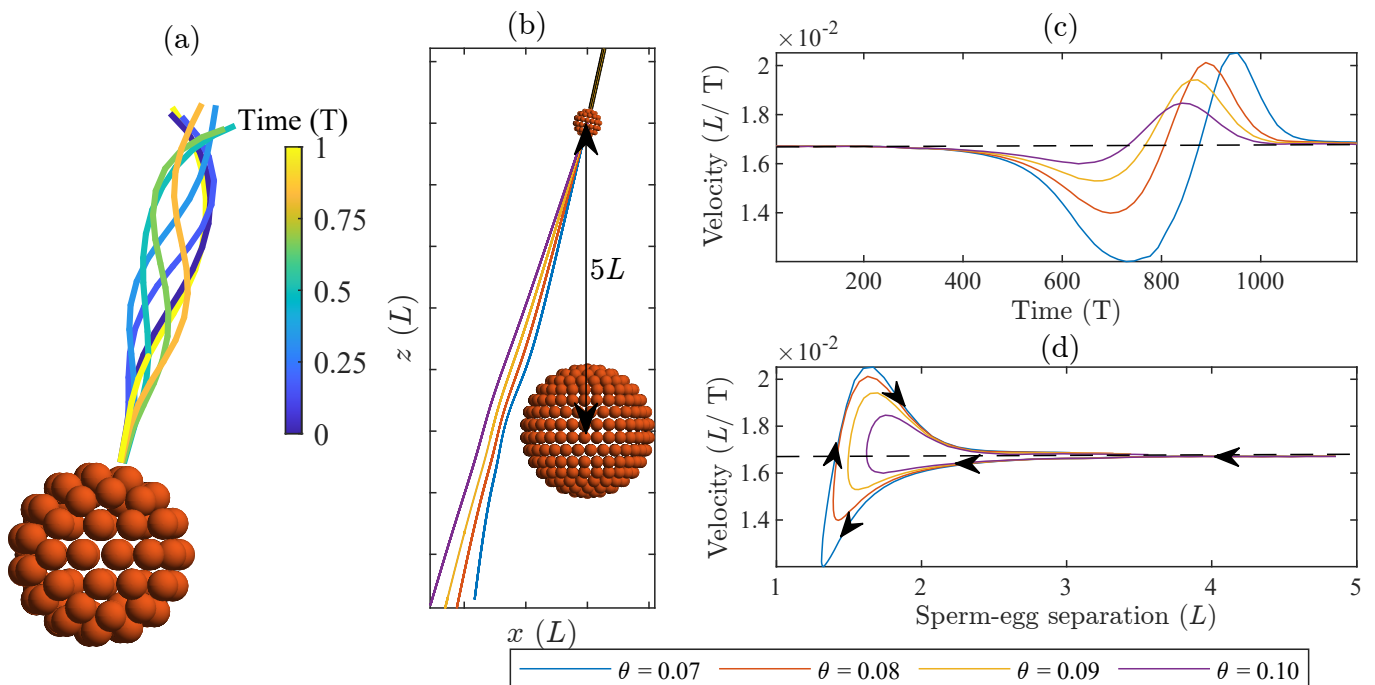 (a)
Time (T)
1
0.75
0.5
0.25
0
(b)
z (L)
5L
x (L)
(c)
×10⁻²
2
1.8
1.6
1.4
Velocity (L/ T)
200 400 600 800 1000
Time (T)
(d)
×10⁻²
2
1.8
1.6
1.4
Velocity (L/ T)
1 2 3 4 5
Sperm-egg separation (L)
θ = 0.07 θ = 0.08 θ = 0.09 θ = 0.10